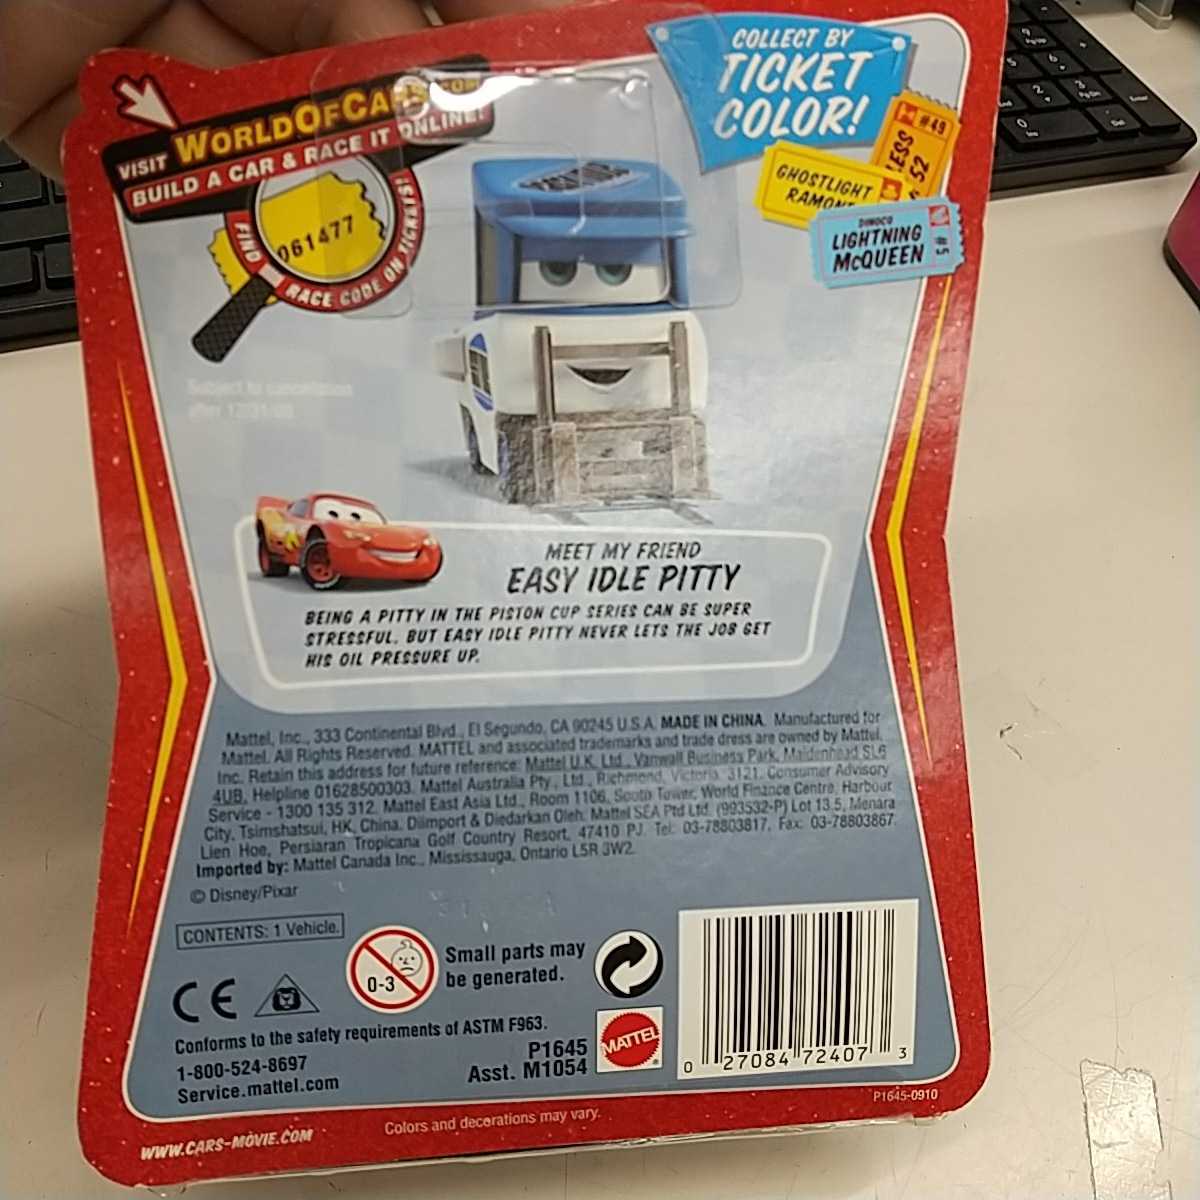 COLLECT BY
TICKET
COLOR!
VISIT WORLDOFCARS.COM
BUILD A CAR & RACE IT ONLINE!
FIND RACE CODE ON TICKETS!
061477
#49
52
GHOSTLIGHT
RAMONE
DINOCO
LIGHTNING
McQUEEN
Subject to cancellation
after 12/31/09
MEET MY FRIEND
EASY IDLE PITTY
BEING A PITTY IN THE PISTON CUP SERIES CAN BE SUPER
STRESSFUL. BUT EASY IDLE PITTY NEVER LETS THE JOB GET
HIS OIL PRESSURE UP.
Mattel, Inc., 333 Continental Blvd., El Segundo, CA 90245 U.S.A. MADE IN CHINA. Manufactured for
Mattel. All Rights Reserved. MATTEL and associated trademarks and trade dress are owned by Mattel,
Inc. Retain this address for future reference: Mattel U.K. Ltd., Vanwall Business Park, Maidenhead SL6
4UB. Helpline 01628500303. Mattel Australia Pty., Ltd., Richmond, Victoria. 3121. Consumer Advisory
Service - 1300 135 312. Mattel East Asia Ltd., Room 1106, South Tower, World Finance Centre, Harbour
City, Tsimshatsui, HK, China. Diimport & Diedarkan Oleh: Mattel SEA Ptd Ltd. (993532-P) Lot 13.5, Menara
Lien Hoe, Persiaran Tropicana Golf Country Resort, 47410 PJ. Tel: 03-78803817, Fax: 03-78803867.
Imported by: Mattel Canada Inc., Mississauga, Ontario L5R 3W2.
© Disney/Pixar
CONTENTS: 1 Vehicle.
0-3
Small parts may
be generated.
CE
Conforms to the safety requirements of ASTM F963.
1-800-524-8697
Service.mattel.com
P1645
Asst. M1054
MATTEL
0 27084 72407 3
P1645-0910
WWW.CARS-MOVIE.COM
Colors and decorations may vary.